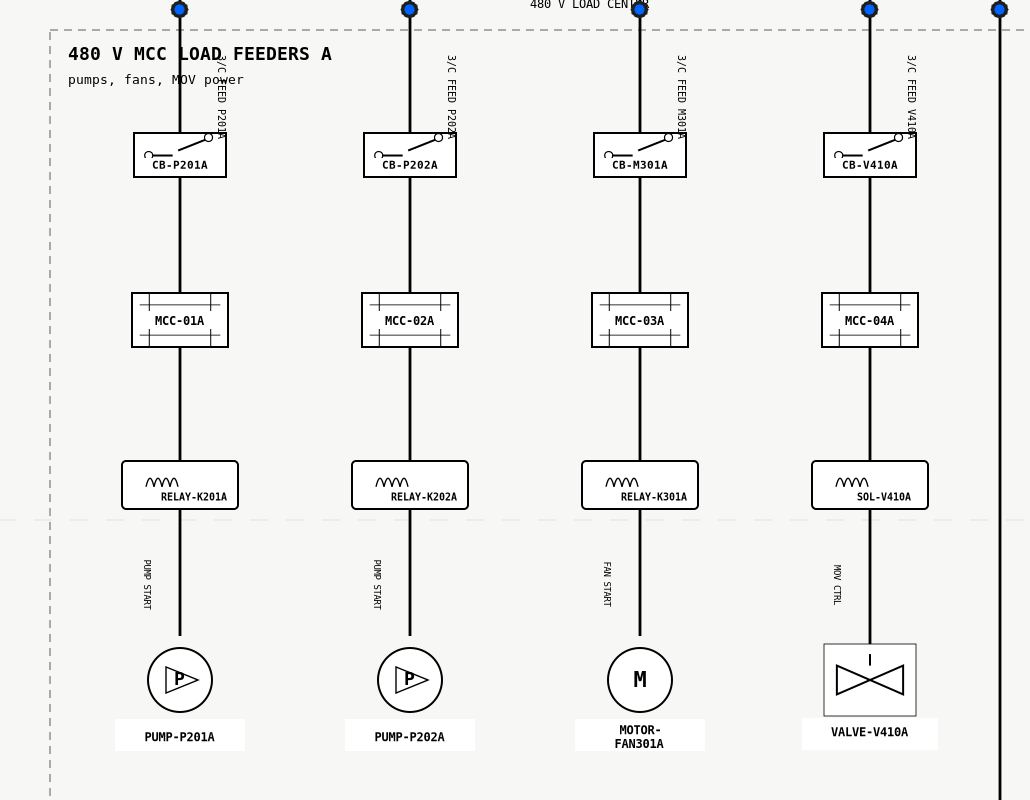 480 V LOAD CENTER
480 V MCC LOAD FEEDERS A
pumps, fans, MOV power
3/C FEED P201A
3/C FEED P202A
3/C FEED M301A
3/C FEED V410A
CB-P201A
CB-P202A
CB-M301A
CB-V410A
MCC-01A
MCC-02A
MCC-03A
MCC-04A
RELAY-K201A
RELAY-K202A
RELAY-K301A
SOL-V410A
PUMP START
PUMP START
FAN START
MOV CTRL
P
P
M
PUMP-P201A
PUMP-P202A
MOTOR-
FAN301A
VALVE-V410A